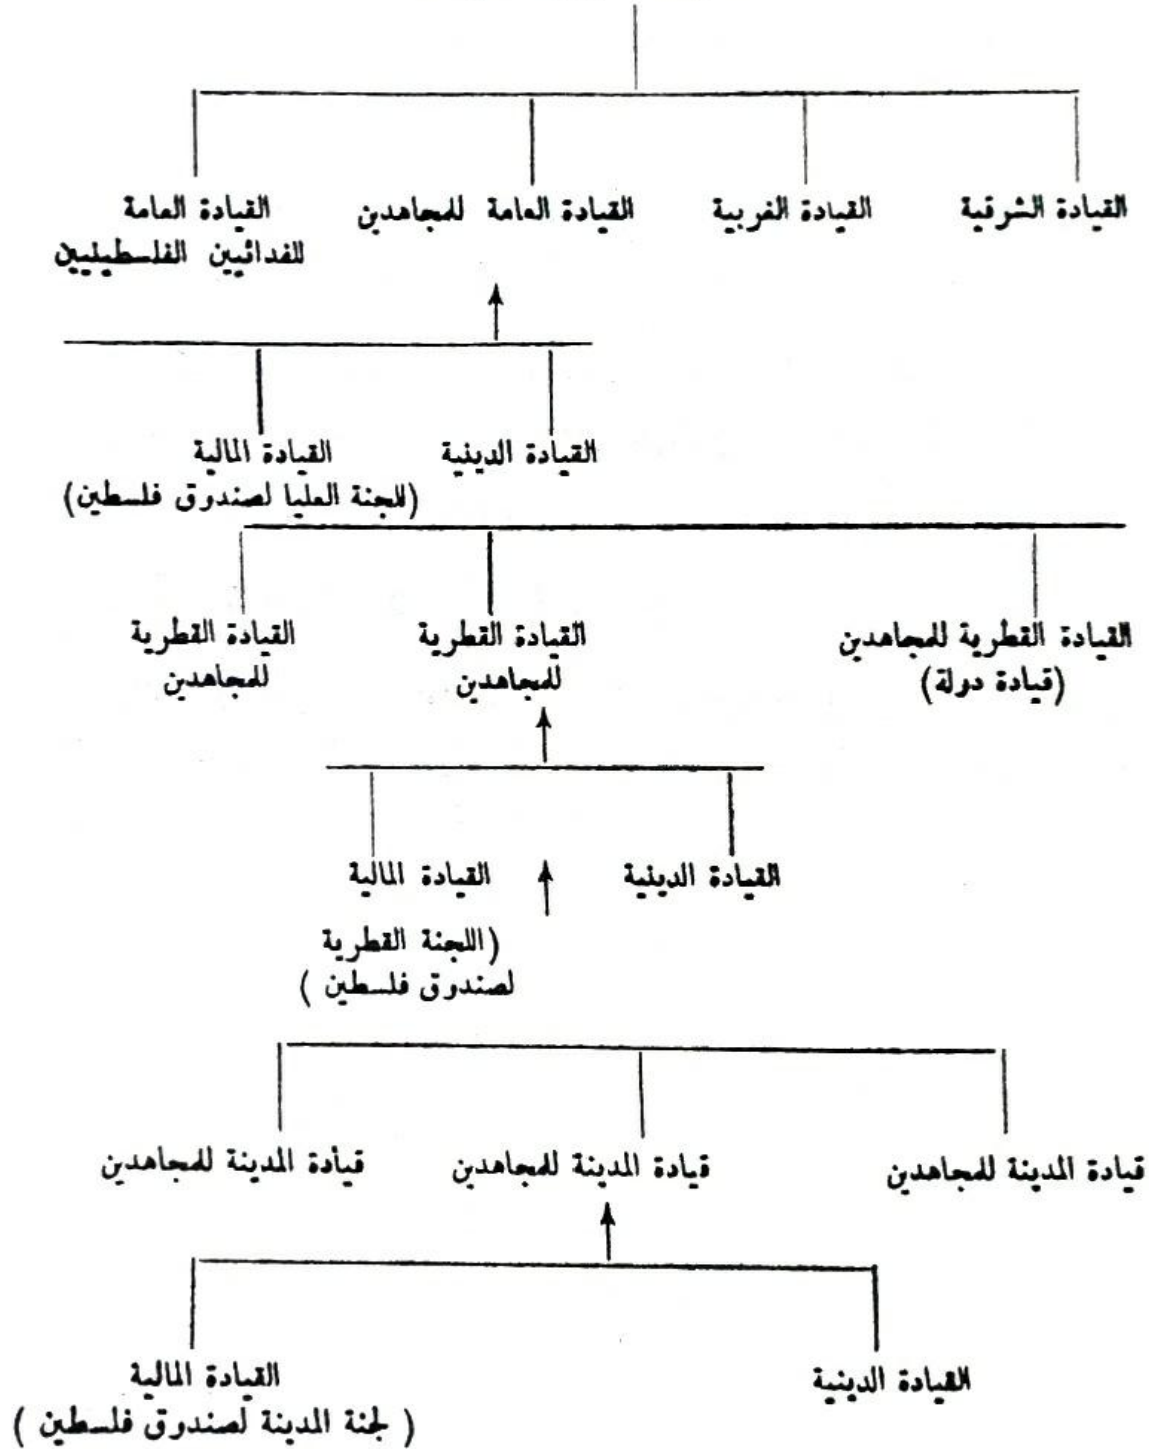 القيادة الشرقية
القيادة الغربية
القيادة العامة للمجاهدين
القيادة العامة
للفدائيين الفلسطينيين
القيادة الدينية
القيادة المالية
(للجنة العليا لصندوق فلسطين)
القيادة القطرية للمجاهدين
(قيادة دولة)
القيادة القطرية
للمجاهدين
القيادة القطرية
للمجاهدين
القيادة الدينية
القيادة المالية
(اللجنة القطرية
لصندوق فلسطين )
قيادة المدينة للمجاهدين
قيادة المدينة للمجاهدين
قيأدة المدينة للمجاهدين
القيادة الدينية
القيادة المالية
( لجنة المدينة لصندوق فلسطين )